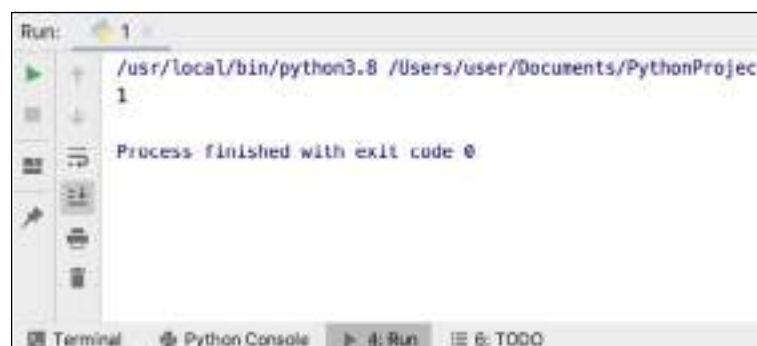 Run: 1
/usr/local/bin/python3.8 /Users/user/Documents/PythonProjec
1
Process finished with exit code 0
Terminal Python Console 4: Run 6: TODO